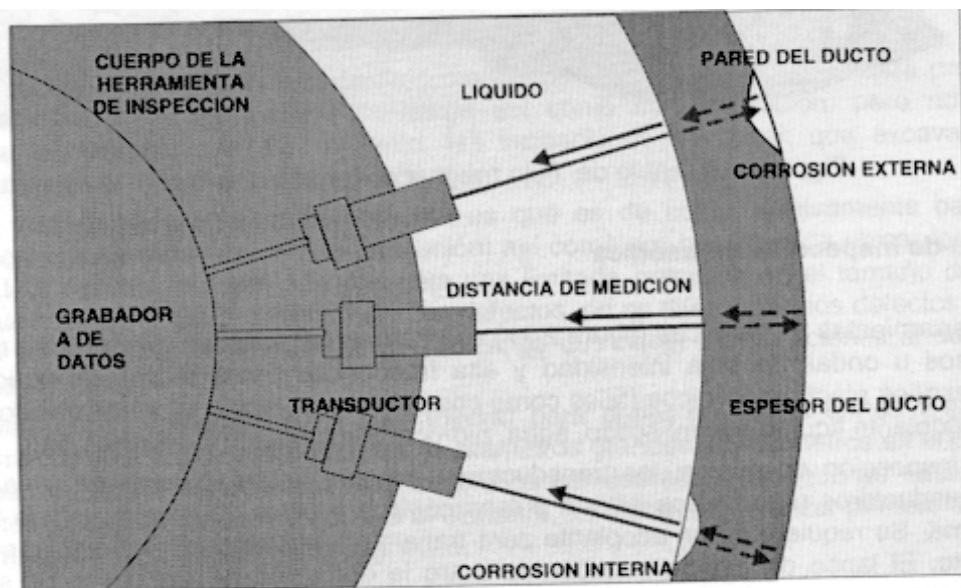 CUERPO DE LA
HERRAMIENTA
DE INSPECCION
LIQUIDO
PARED DEL DUCTO
CORROSION EXTERNA
DISTANCIA DE MEDICION
GRABADOR
A DE
DATOS
TRANSDUCTOR
ESPESOR DEL DUCTO
CORROSION INTERNA